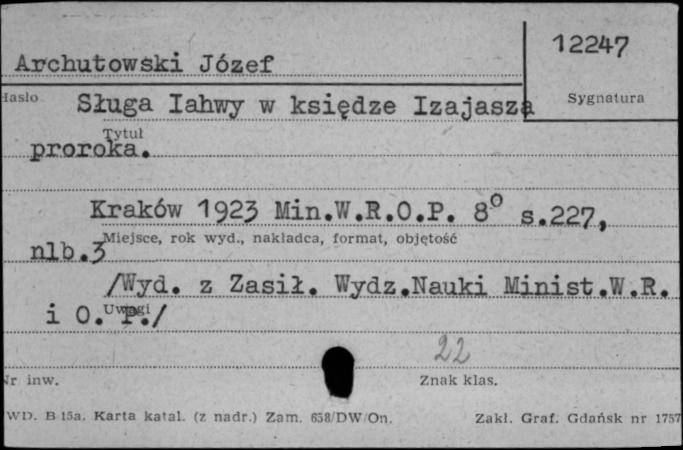 12247
Archutowski Józef
Hasło
Sygnatura
Sługa Iahwy w księdze Izajasza
Tytuł
proroka.
Kraków 1923 Min.W.R.O.P. 8° s.227,
Miejsce, rok wyd., nakładca, format, objętość
nlb.3
/Wyd. z Zasił. Wydz.Nauki Minist.W.R.
Uwagi
i O. P./
22
Nr inw.
Znak klas.
WD. B 15a. Karta katal. (z nadr.) Zam. 658/DW/On.
Zakł. Graf. Gdańsk nr 1757